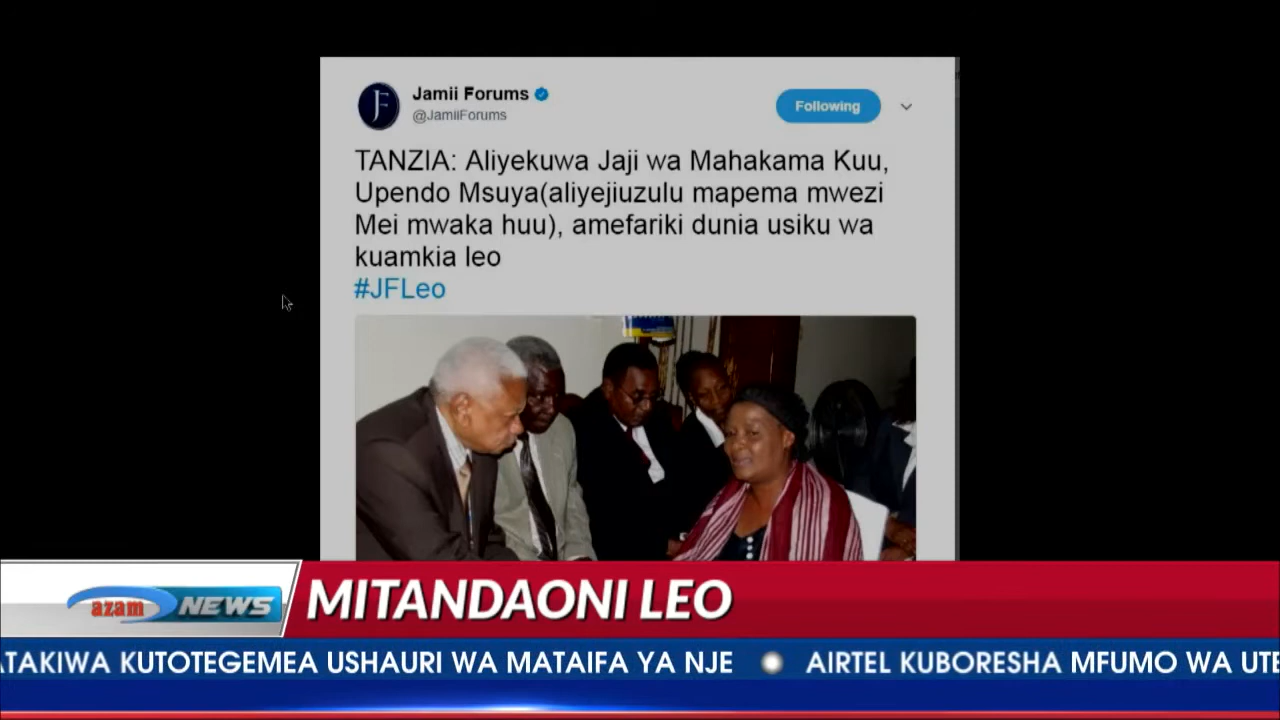 Jamii Forums
@JamiiForums
Following
TANZIA: Aliyekuwa Jaji wa Mahakama Kuu,
Upendo Msuya(aliyejiuzulu mapema mwezi
Mei mwaka huu), amefariki dunia usiku wa
kuamkia leo
#JFLeo
azam NEWS
MITANDAONI LEO
ATAKIWA KUTOTEGEMEA USHAURI WA MATAIFA YA NJE
AIRTEL KUBORESHA MFUMO WA UTE